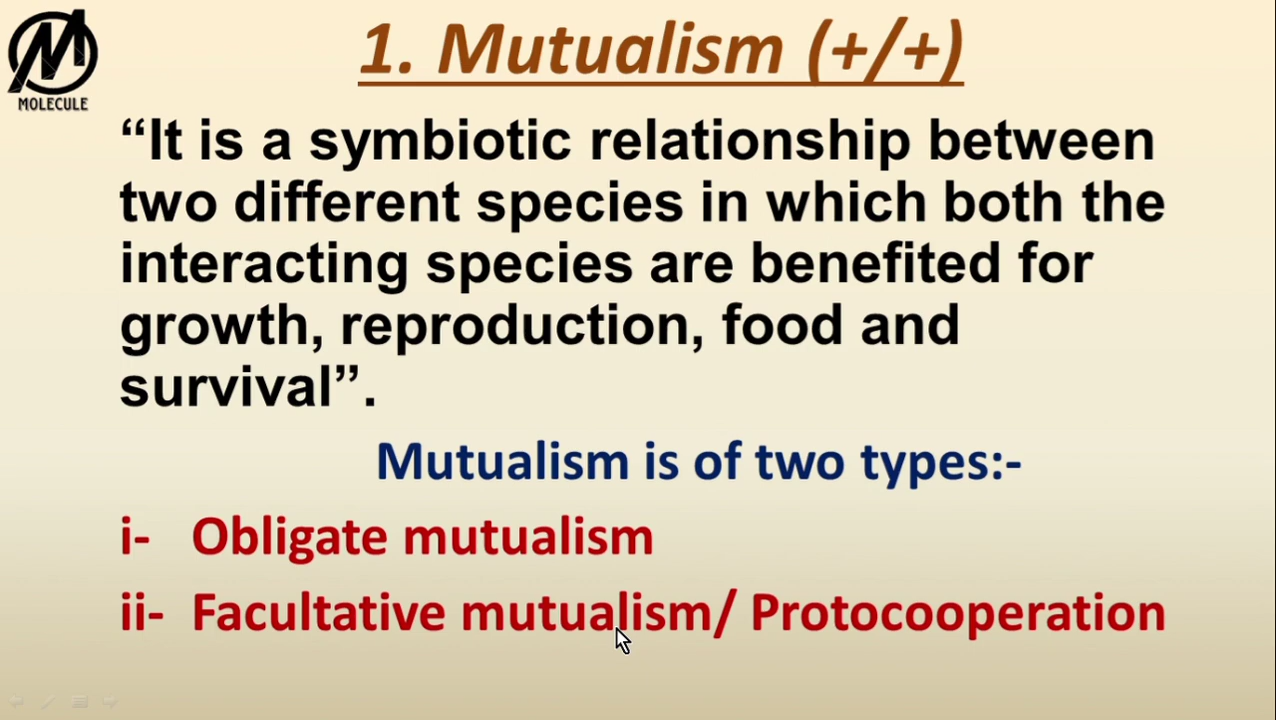 MOLECULE
1. Mutualism (+/+)
“It is a symbiotic relationship between
two different species in which both the
interacting species are benefited for
growth, reproduction, food and
survival”.
Mutualism is of two types:-
i- Obligate mutualism
ii- Facultative mutualism/ Protocooperation